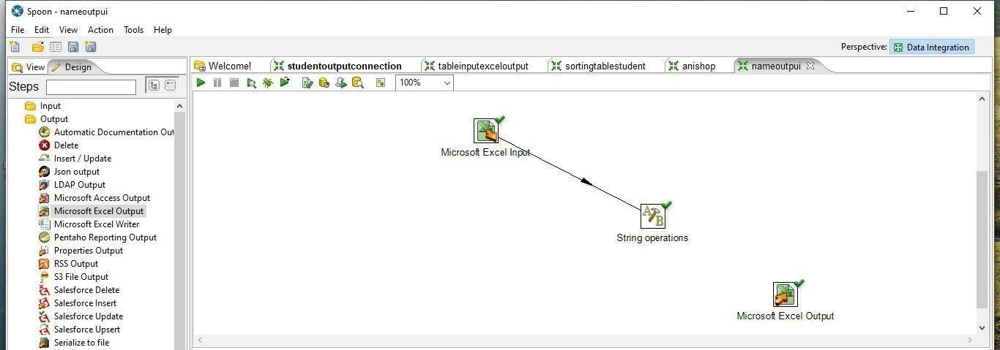 Spoon - nameoutpui
File Edit View Action Tools Help
Perspective: Data Integration
View Design
Welcome! studentoutputconnection tableinputexceloutput sortingtablestudent anishop nameoutpui
Steps
100%
Input
Output
Automatic Documentation Out
Delete
Insert / Update
Json output
LDAP Output
Microsoft Access Output
Microsoft Excel Output
Microsoft Excel Writer
Pentaho Reporting Output
Properties Output
RSS Output
S3 File Output
Salesforce Delete
Salesforce Insert
Salesforce Update
Salesforce Upsert
Serialize to file
Microsoft Excel Input
A B
String operations
Microsoft Excel Output